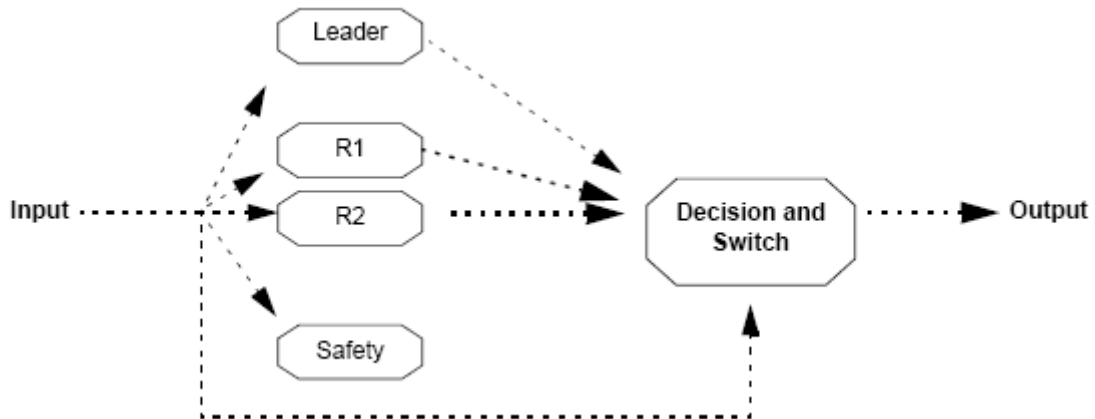 Leader
R1
R2
Input
Decision and
Switch
Output
Safety